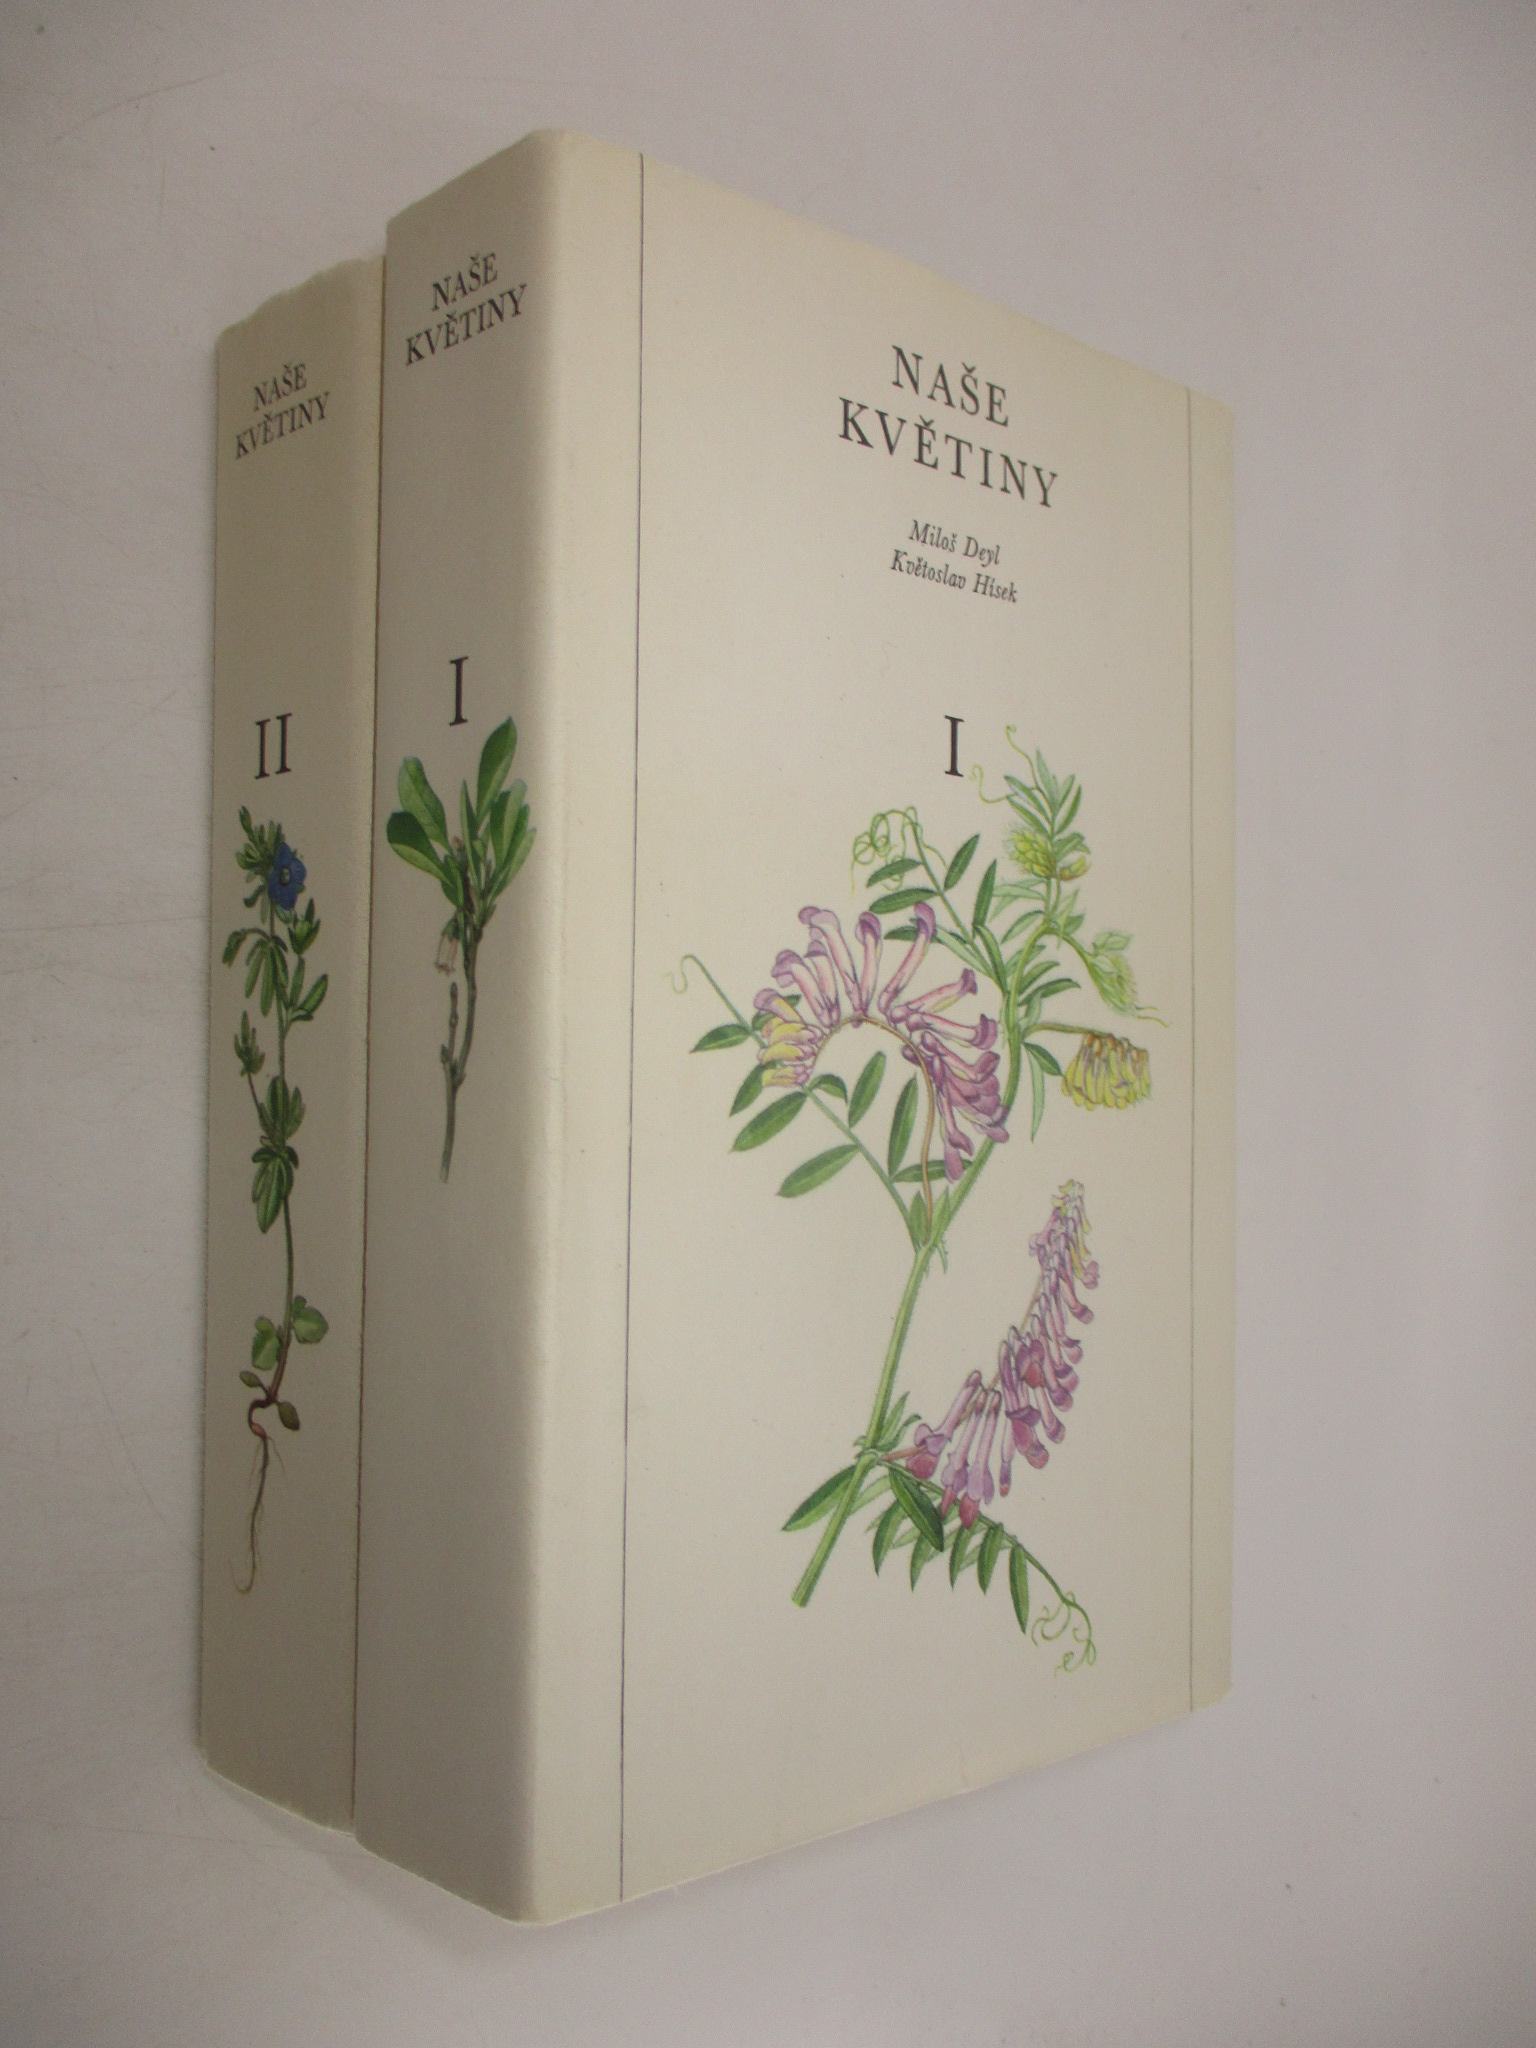 NAŠE
KVĚTINY
II
NAŠE
KVĚTINY
I
NAŠE
KVĚTINY
Miloš Deyl
Květoslav Hísek
I